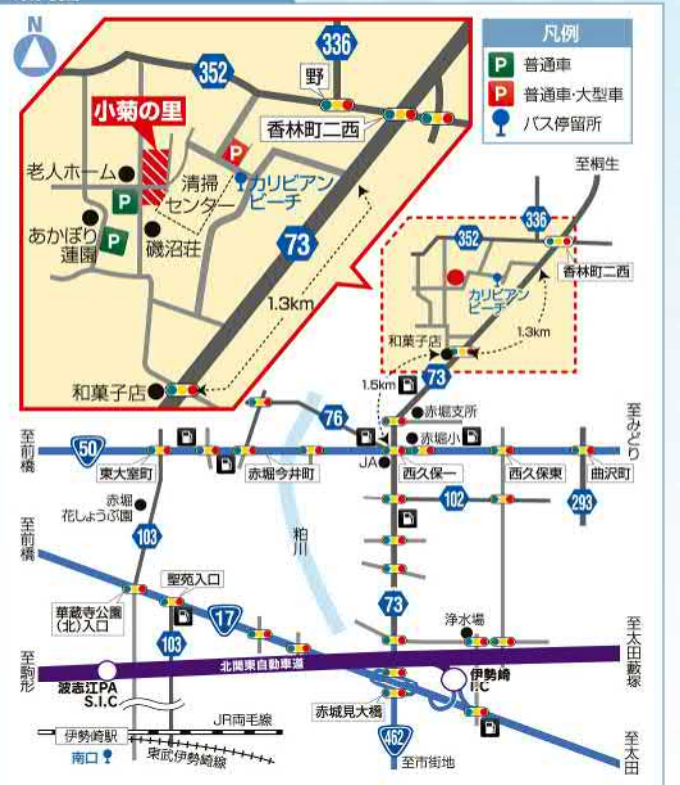 N
凡例
P 普通車
P 普通車・大型車
バス停留所
336
352
野
香林町二西
小菊の里
老人ホーム
P
清掃
センター
P
カリビアン
ビーチ
あかぼり
蓮園
P
磯沼荘
73
1.3km
和菓子店
至桐生
336
352
香林町二西
カリビアン
ビーチ
1.3km
和菓子店
73
1.5km
赤堀支所
76
赤堀小
至みどり
至前橋
50
東大室町
赤堀今井町
JA
西久保一
西久保東
曲沢町
102
293
赤堀
花しょうぶ園
103
粕川
至前橋
聖苑入口
華蔵寺公園
(北)入口
17
103
73
浄水場
至太田藪塚
至駒形
北関東自動車道
波志江PA
S.I.C
伊勢崎
I.C
赤城見大橋
JR両毛線
伊勢崎駅
南口
東武伊勢崎線
462
至市街地
至太田